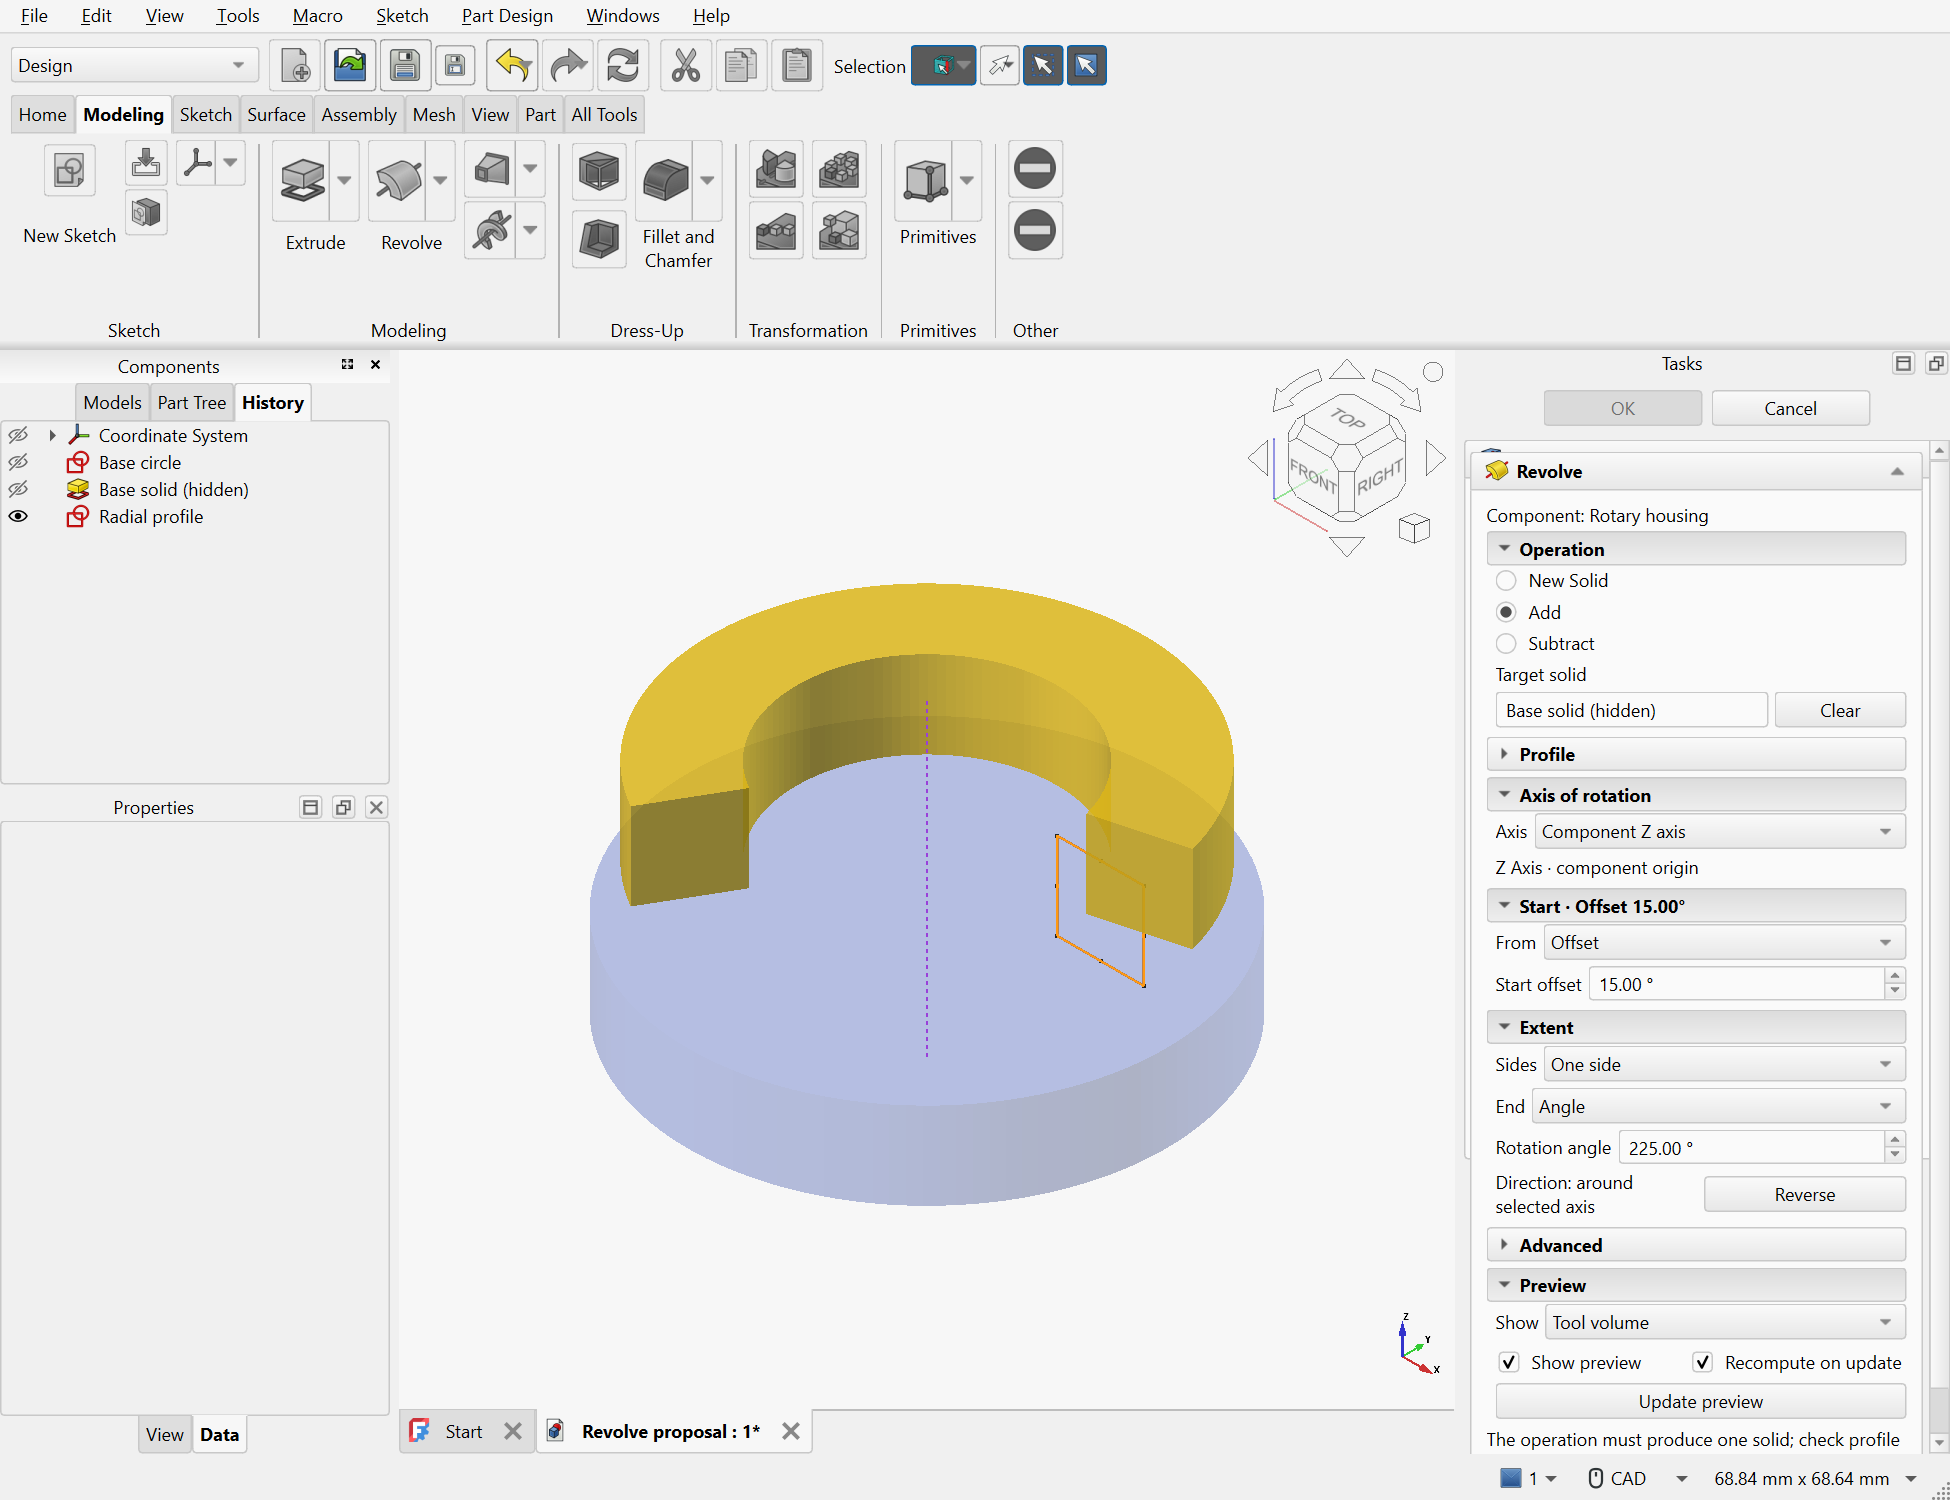 File Edit View Tools Macro Sketch Part Design Windows Help
Design Selection
Home Modeling Sketch Surface Assembly Mesh View Part All Tools
New Sketch Extrude Revolve Fillet and Chamfer Primitives
Sketch Modeling Dress-Up Transformation Primitives Other
Components
Models Part Tree History
Coordinate System
Base circle
Base solid (hidden)
Radial profile
Properties
View Data
TOP
FRONT RIGHT
Z
Y
X
Start Revolve proposal : 1*
Tasks
OK Cancel
Revolve
Component: Rotary housing
Operation
New Solid
Add
Subtract
Target solid
Base solid (hidden) Clear
Profile
Axis of rotation
Axis Component Z axis
Z Axis · component origin
Start · Offset 15.00°
From Offset
Start offset 15.00 °
Extent
Sides One side
End Angle
Rotation angle 225.00 °
Direction: around
selected axis
Reverse
Advanced
Preview
Show Tool volume
Show preview Recompute on update
Update preview
The operation must produce one solid; check profile
1 CAD 68.84 mm x 68.64 mm